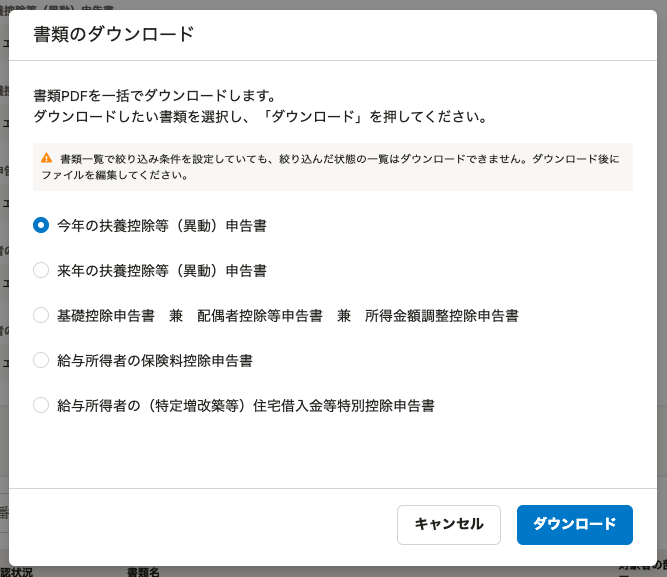 書類のダウンロード
書類PDFを一括でダウンロードします。
ダウンロードしたい書類を選択し、「ダウンロード」を押してください。
書類一覧で絞り込み条件を設定していても、絞り込んだ状態の一覧はダウンロードできません。ダウンロード後に
ファイルを編集してください。
今年の扶養控除等（異動）申告書
来年の扶養控除等（異動）申告書
基礎控除申告書　兼　配偶者控除等申告書　兼　所得金額調整控除申告書
給与所得者の保険料控除申告書
給与所得者の（特定増改築等）住宅借入金等特別控除申告書
キャンセル
ダウンロード
認状況
書類名